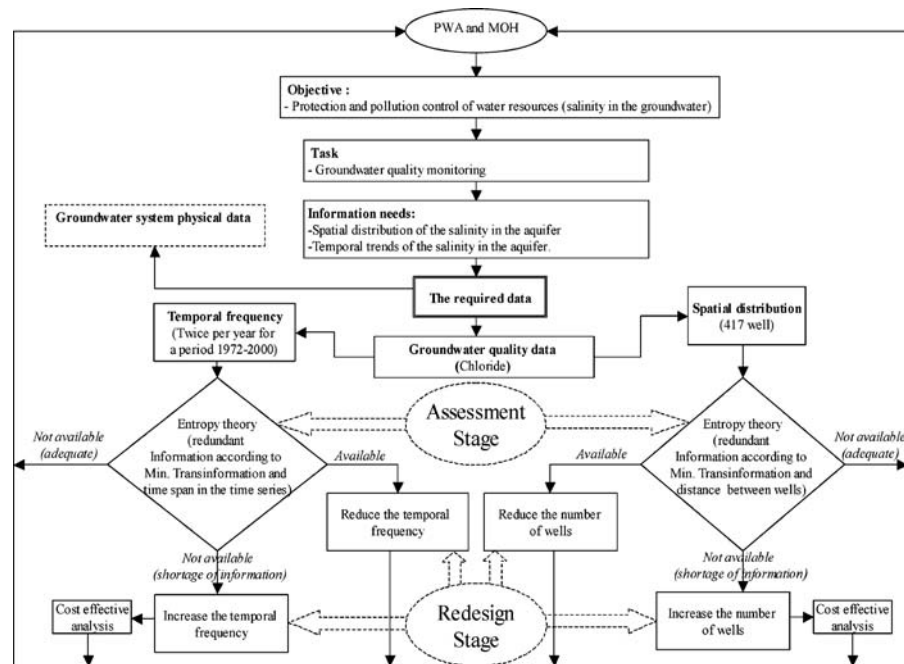 PWA and MOH
Objective :
- Protection and pollution control of water resources (salinity in the groundwater)
Task
- Groundwater quality monitoring
Information needs:
-Spatial distribution of the salinity in the aquifer
-Temporal trends of the salinity in the aquifer.
Groundwater system physical data
The required data
Temporal frequency
(Twice per year for
a period 1972-2000)
Groundwater quality data
(Chloride)
Spatial distribution
(417 well)
Assessment
Stage
Entropy theory
(redundant
Information according to
Min. Transinformation and
time span in the time series)
Entropy theory
(redundant
Information according to
Min. Transinformation and
distance between wells)
Not available
(adequate)
Available
Available
Not available
(adequate)
Reduce the temporal
frequency
Reduce the number
of wells
Not available
(shortage of information)
Not available
(shortage of information)
Redesign
Stage
Cost effective
analysis
Increase the temporal
frequency
Increase the number
of wells
Cost effective
analysis